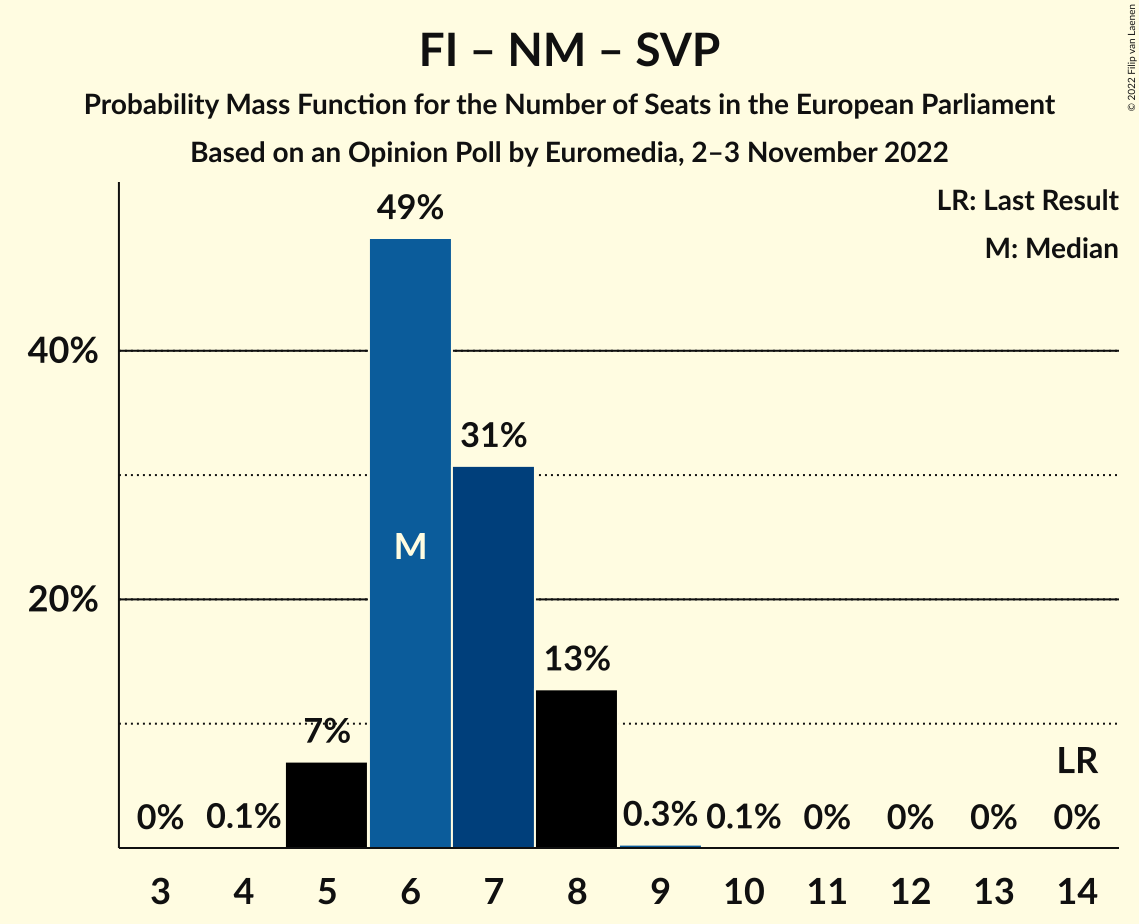 FI – NM – SVP
Probability Mass Function for the Number of Seats in the European Parliament
Based on an Opinion Poll by Euromedia, 2–3 November 2022
© 2022 Filip van Laenen
LR: Last Result
M: Median
49%
40%
31%
M
20%
13%
7%
LR
0% 0.1% 0.3% 0.1% 0% 0% 0% 0%
3 4 5 6 7 8 9 10 11 12 13 14